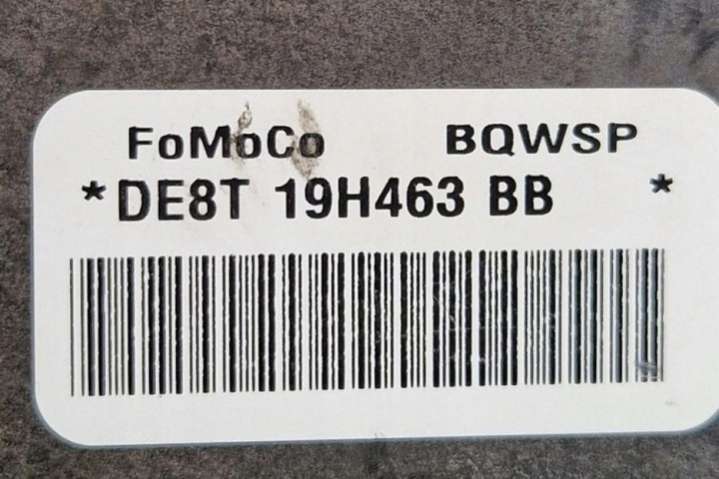 FoMoCo BQWSP
*DE8T 19H463 BB *